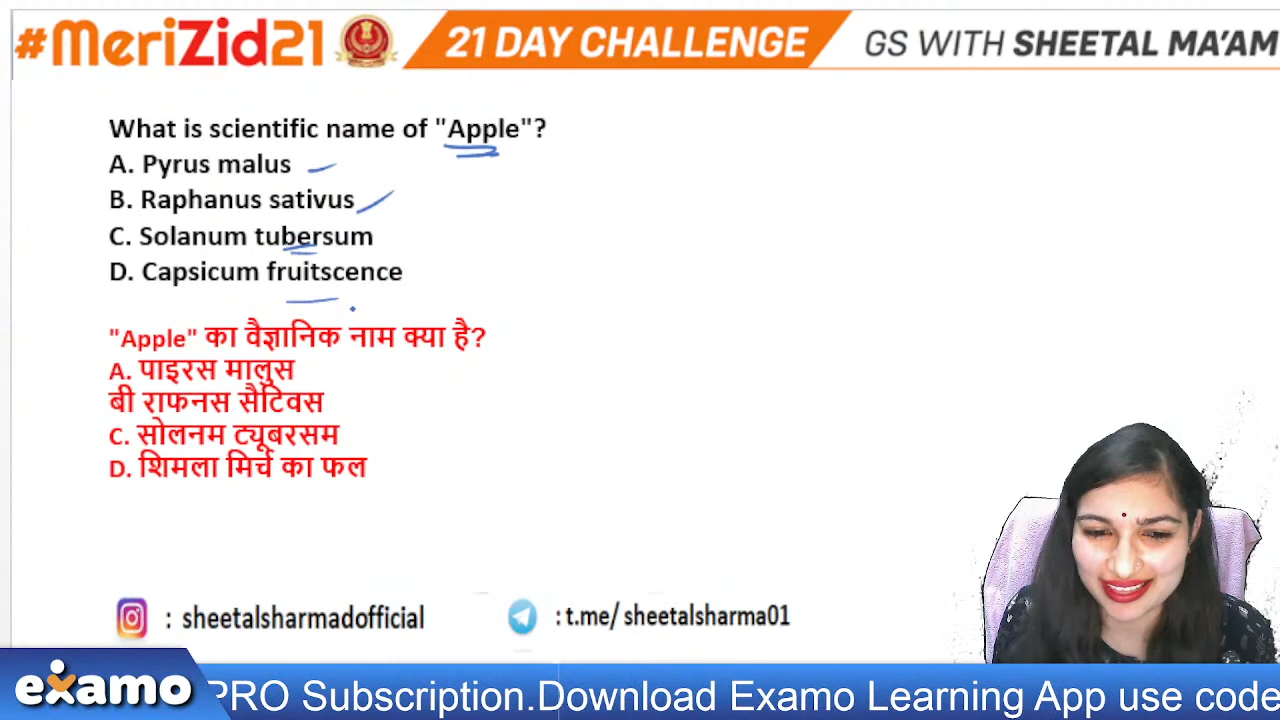 #MeriZid21 21 DAY CHALLENGE GS WITH SHEETAL MA'AM
What is scientific name of "Apple"?
A. Pyrus malus
B. Raphanus sativus
C. Solanum tubersum
D. Capsicum fruitscence
"Apple" का वैज्ञानिक नाम क्या है?
A. पाइरस मालुस
बी राफनस सैटिवस
C. सोलनम ट्यूबरसम
D. शिमला मिर्च का फल
: sheetalsharmadofficial : t.me/ sheetalsharma01
examo PRO Subscription.Download Examo Learning App use code